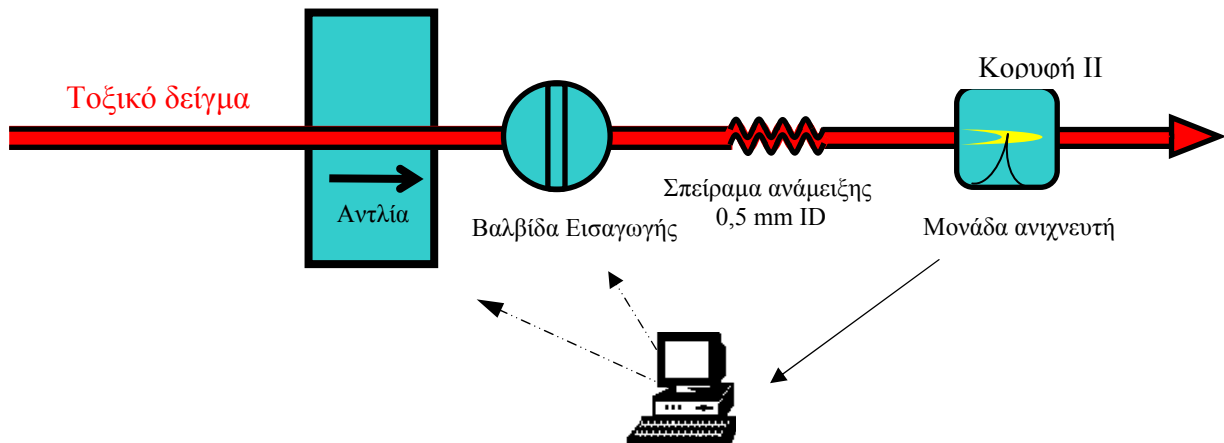 Κορυφή ΙΙ
Τοξικό δείγμα
Αντλία
Βαλβίδα Εισαγωγής
Σπείραμα ανάμειξης
0,5 mm ID
Μονάδα ανιχνευτή